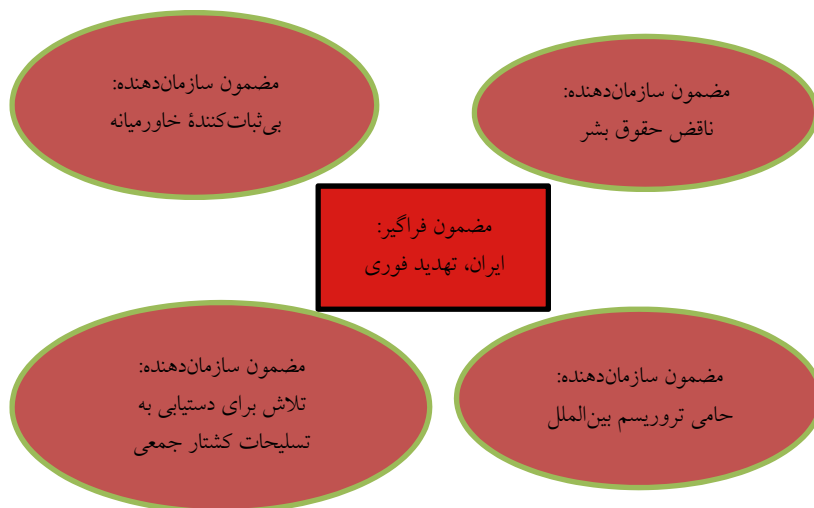 مضمون سازمان‌دهنده:
ناقض حقوق بشر
مضمون سازمان‌دهنده:
بی‌ثبات‌کنندهٔ خاورمیانه
مضمون فراگیر:
ایران، تهدید فوری
مضمون سازمان‌دهنده:
حامی تروریسم بین‌الملل
مضمون سازمان‌دهنده:
تلاش برای دستیابی به
تسلیحات کشتار جمعی